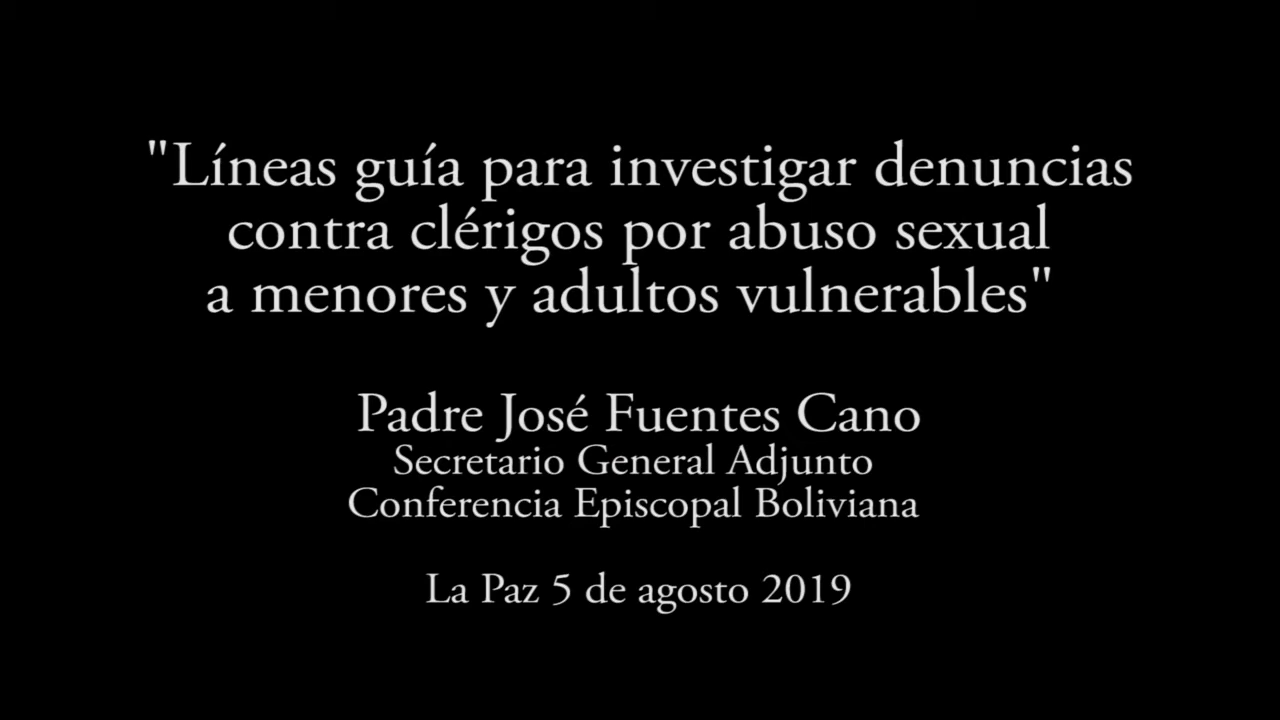 "Líneas guía para investigar denuncias
contra clérigos por abuso sexual
a menores y adultos vulnerables"
Padre José Fuentes Cano
Secretario General Adjunto
Conferencia Episcopal Boliviana
La Paz 5 de agosto 2019